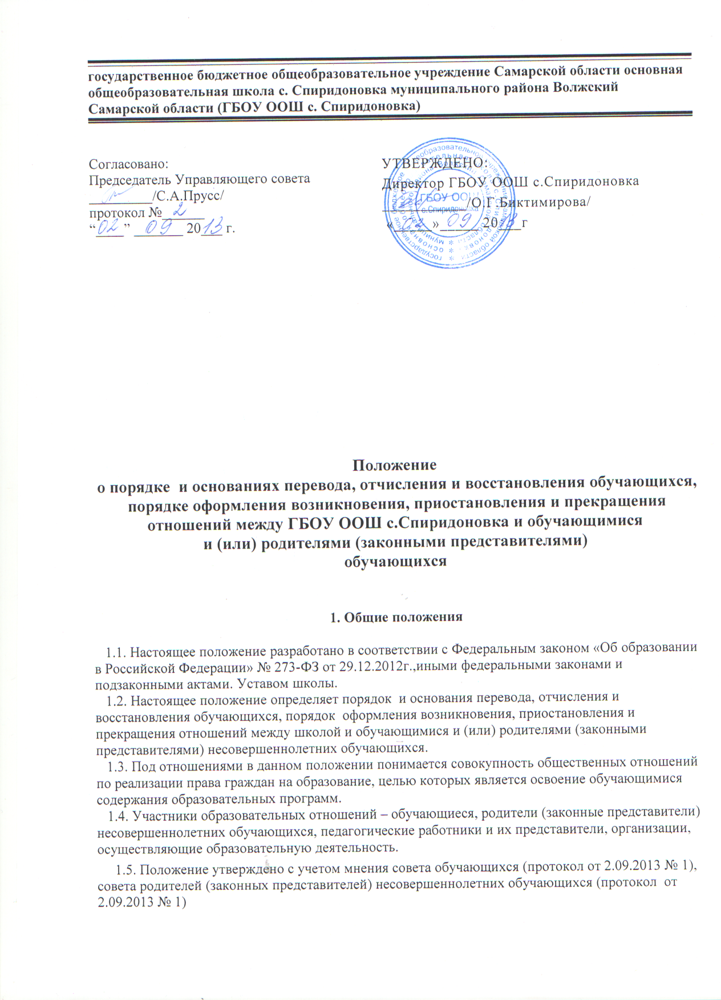 государственное бюджетное общеобразовательное учреждение Самарской области основная
общеобразовательная школа с. Спиридоновка муниципального района Волжский
Самарской области (ГБОУ ООШ с. Спиридоновка)
Согласовано:
Председатель Управляющего совета
_________/С.А.Прусс/
протокол №__2___
“02” 09 2013 г.
УТВЕРЖДЕНО:
Директор ГБОУ ООШ с.Спиридоновка
____________/О.Г.Биктимирова/
«02» 09 2013 г
ГБОУ ООШ
с.Спиридоновка
Положение
о порядке и основаниях перевода, отчисления и восстановления обучающихся,
порядке оформления возникновения, приостановления и прекращения
отношений между ГБОУ ООШ с.Спиридоновка и обучающимися
и (или) родителями (законными представителями)
обучающихся
1. Общие положения
1.1. Настоящее положение разработано в соответствии с Федеральным законом «Об образовании
в Российской Федерации» № 273-ФЗ от 29.12.2012г.,иными федеральными законами и
подзаконными актами. Уставом школы.
1.2. Настоящее положение определяет порядок и основания перевода, отчисления и
восстановления обучающихся, порядок оформления возникновения, приостановления и
прекращения отношений между школой и обучающимися и (или) родителями (законными
представителями) несовершеннолетних обучающихся.
1.3. Под отношениями в данном положении понимается совокупность общественных отношений
по реализации права граждан на образование, целью которых является освоение обучающимися
содержания образовательных программ.
1.4. Участники образовательных отношений – обучающиеся, родители (законные представители)
несовершеннолетних обучающихся, педагогические работники и их представители, организации,
осуществляющие образовательную деятельность.
1.5. Положение утверждено с учетом мнения совета обучающихся (протокол от 2.09.2013 № 1),
совета родителей (законных представителей) несовершеннолетних обучающихся (протокол от
2.09.2013 № 1)